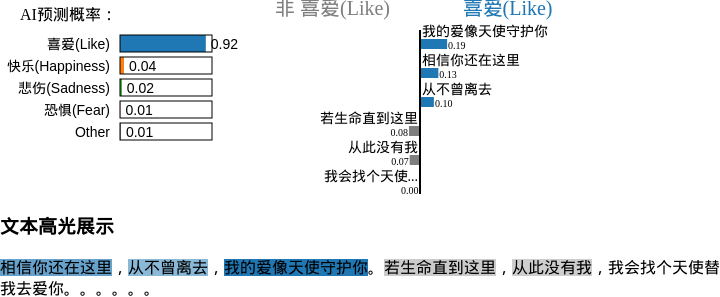 AI预测概率：
喜爱(Like) 0.92
快乐(Happiness) 0.04
悲伤(Sadness) 0.02
恐惧(Fear) 0.01
Other 0.01
非 喜爱(Like) 喜爱(Like)
我的爱像天使守护你
0.19
相信你还在这里
0.13
从不曾离去
0.10
若生命直到这里
0.08
从此没有我
0.07
我会找个天使...
0.00
文本高光展示
相信你还在这里，从不曾离去，我的爱像天使守护你。若生命直到这里，从此没有我，我会找个天使替
我去爱你。。。。。。